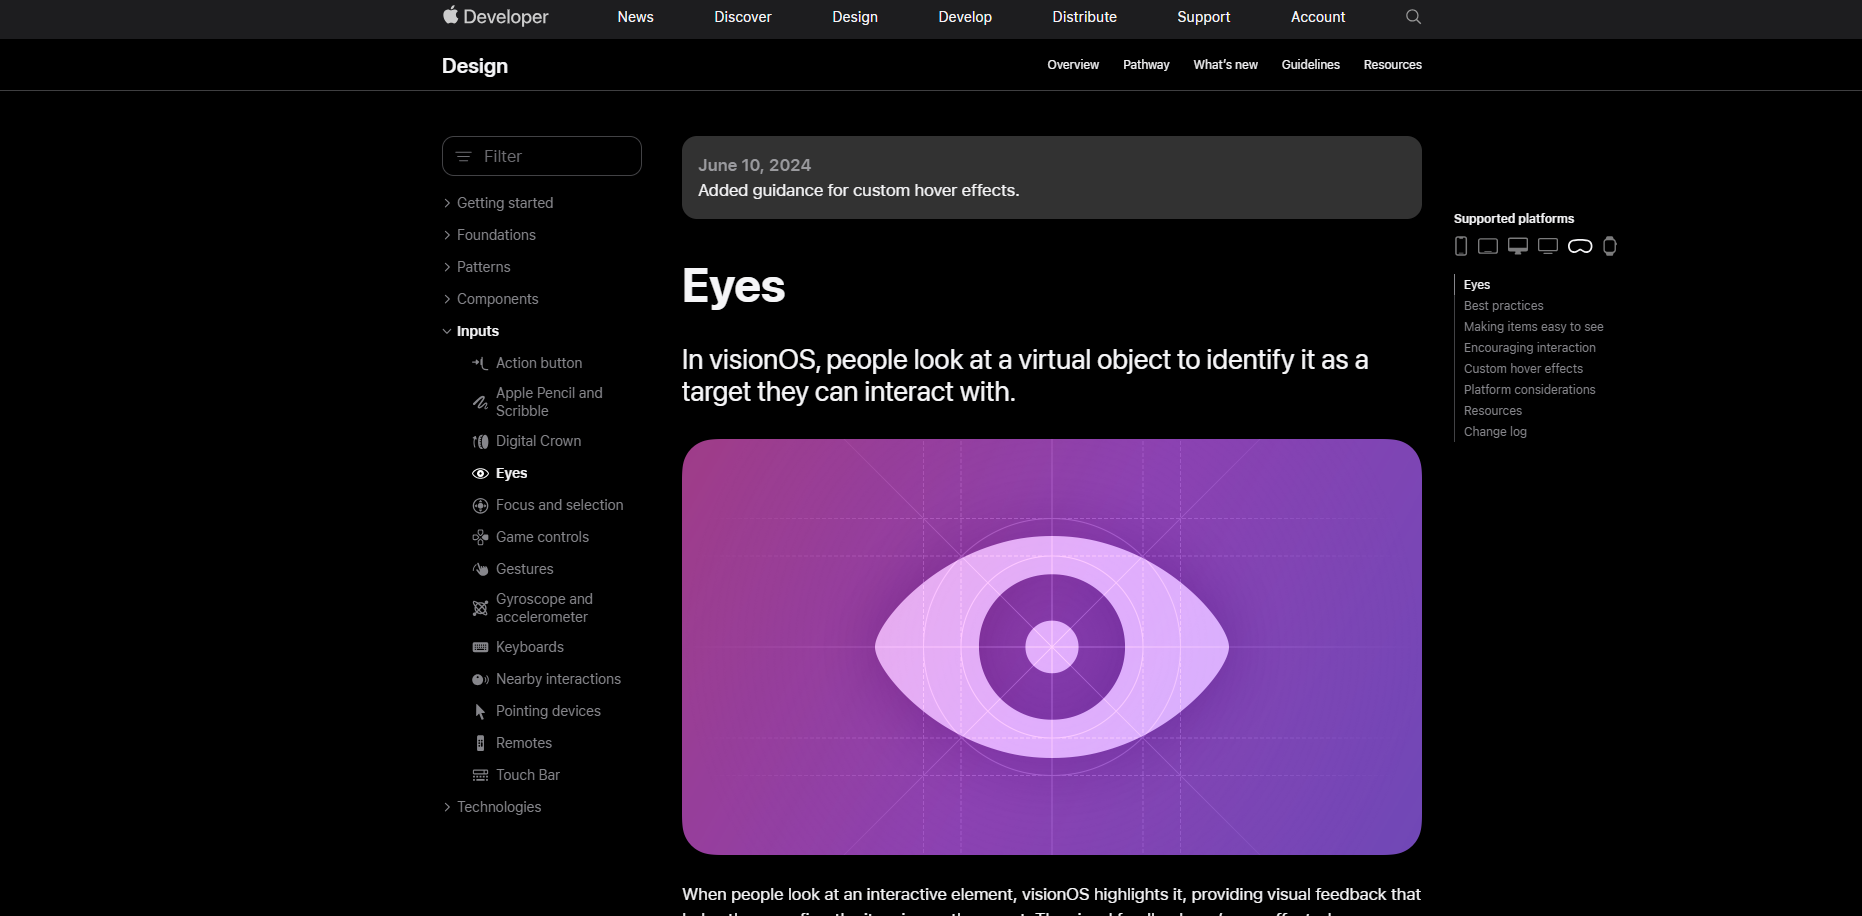 Developer
News
Discover
Design
Develop
Distribute
Support
Account
Design
Overview
Pathway
What's new
Guidelines
Resources
Filter
Getting started
Foundations
Patterns
Components
Inputs
Action button
Apple Pencil and
Scribble
Digital Crown
Eyes
Focus and selection
Game controls
Gestures
Gyroscope and
accelerometer
Keyboards
Nearby interactions
Pointing devices
Remotes
Touch Bar
Technologies
June 10, 2024
Added guidance for custom hover effects.
Eyes
In visionOS, people look at a virtual object to identify it as a
target they can interact with.
When people look at an interactive element, visionOS highlights it, providing visual feedback that
Supported platforms
Eyes
Best practices
Making items easy to see
Encouraging interaction
Custom hover effects
Platform considerations
Resources
Change log